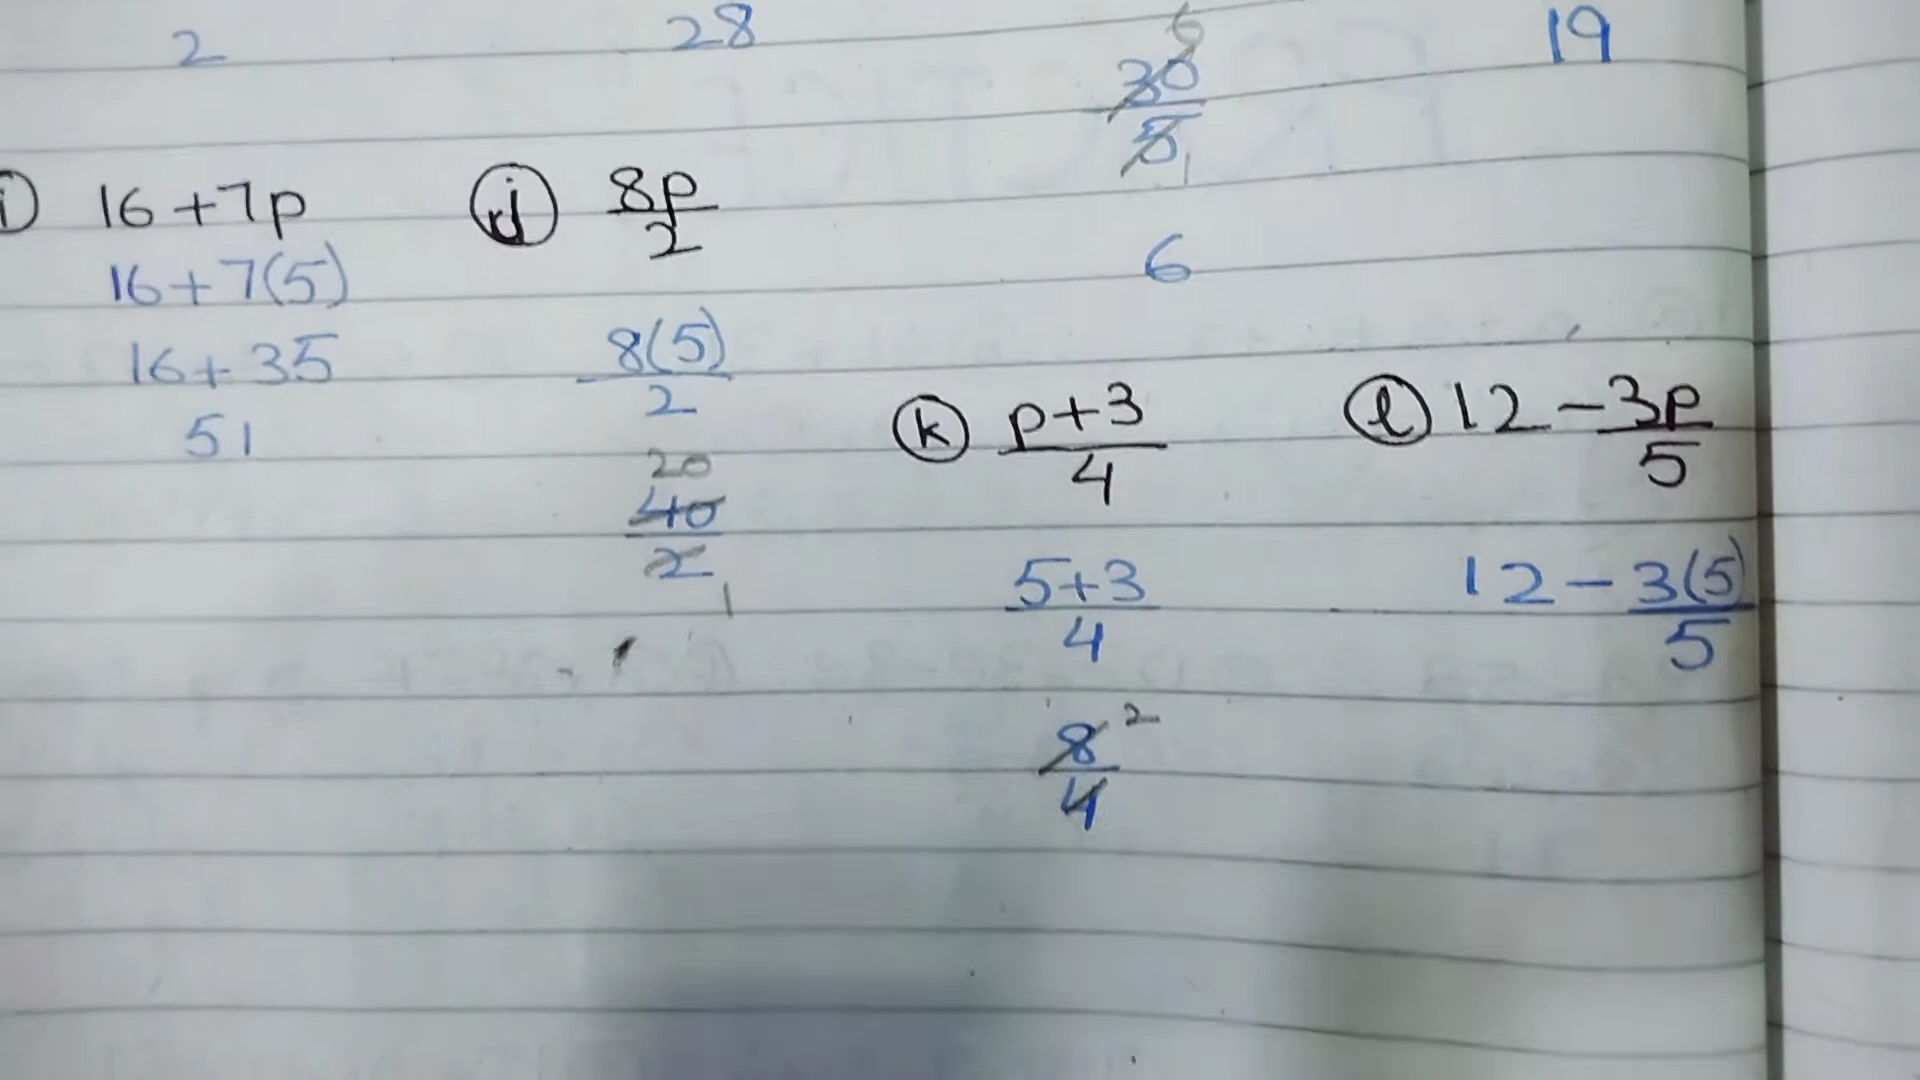 2 28 6 19
30
5 1
i) 16 + 7p
16 + 7(5)
16 + 35
51
j) 8p
2
8(5)
2
20
40
2
1
6
k) p+3
4
5+3
4
8 2
4
l) 12 - 3p
5
12 - 3(5)
5